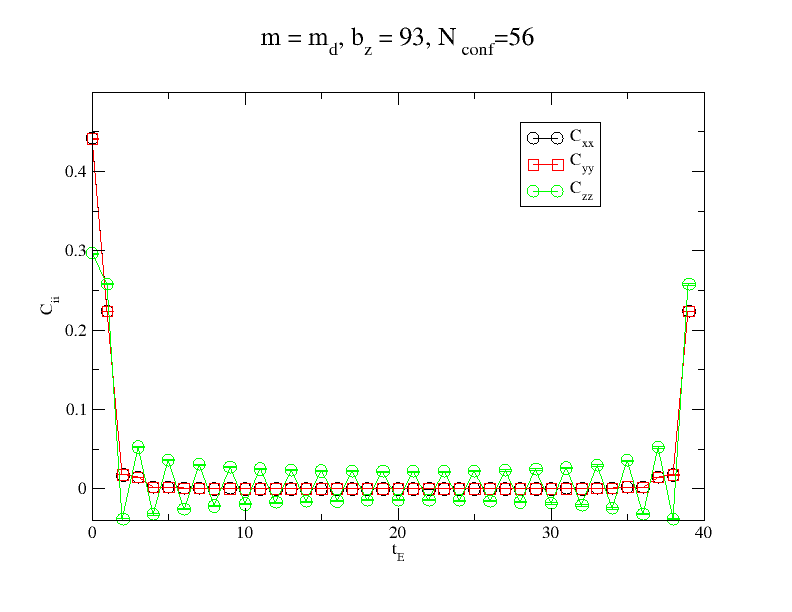 m = m_d, b_z = 93, N_conf=56
C_xx
C_yy
C_zz
0.4
0.3
0.2
0.1
0
C_ii
0 10 20 30 40
t_E